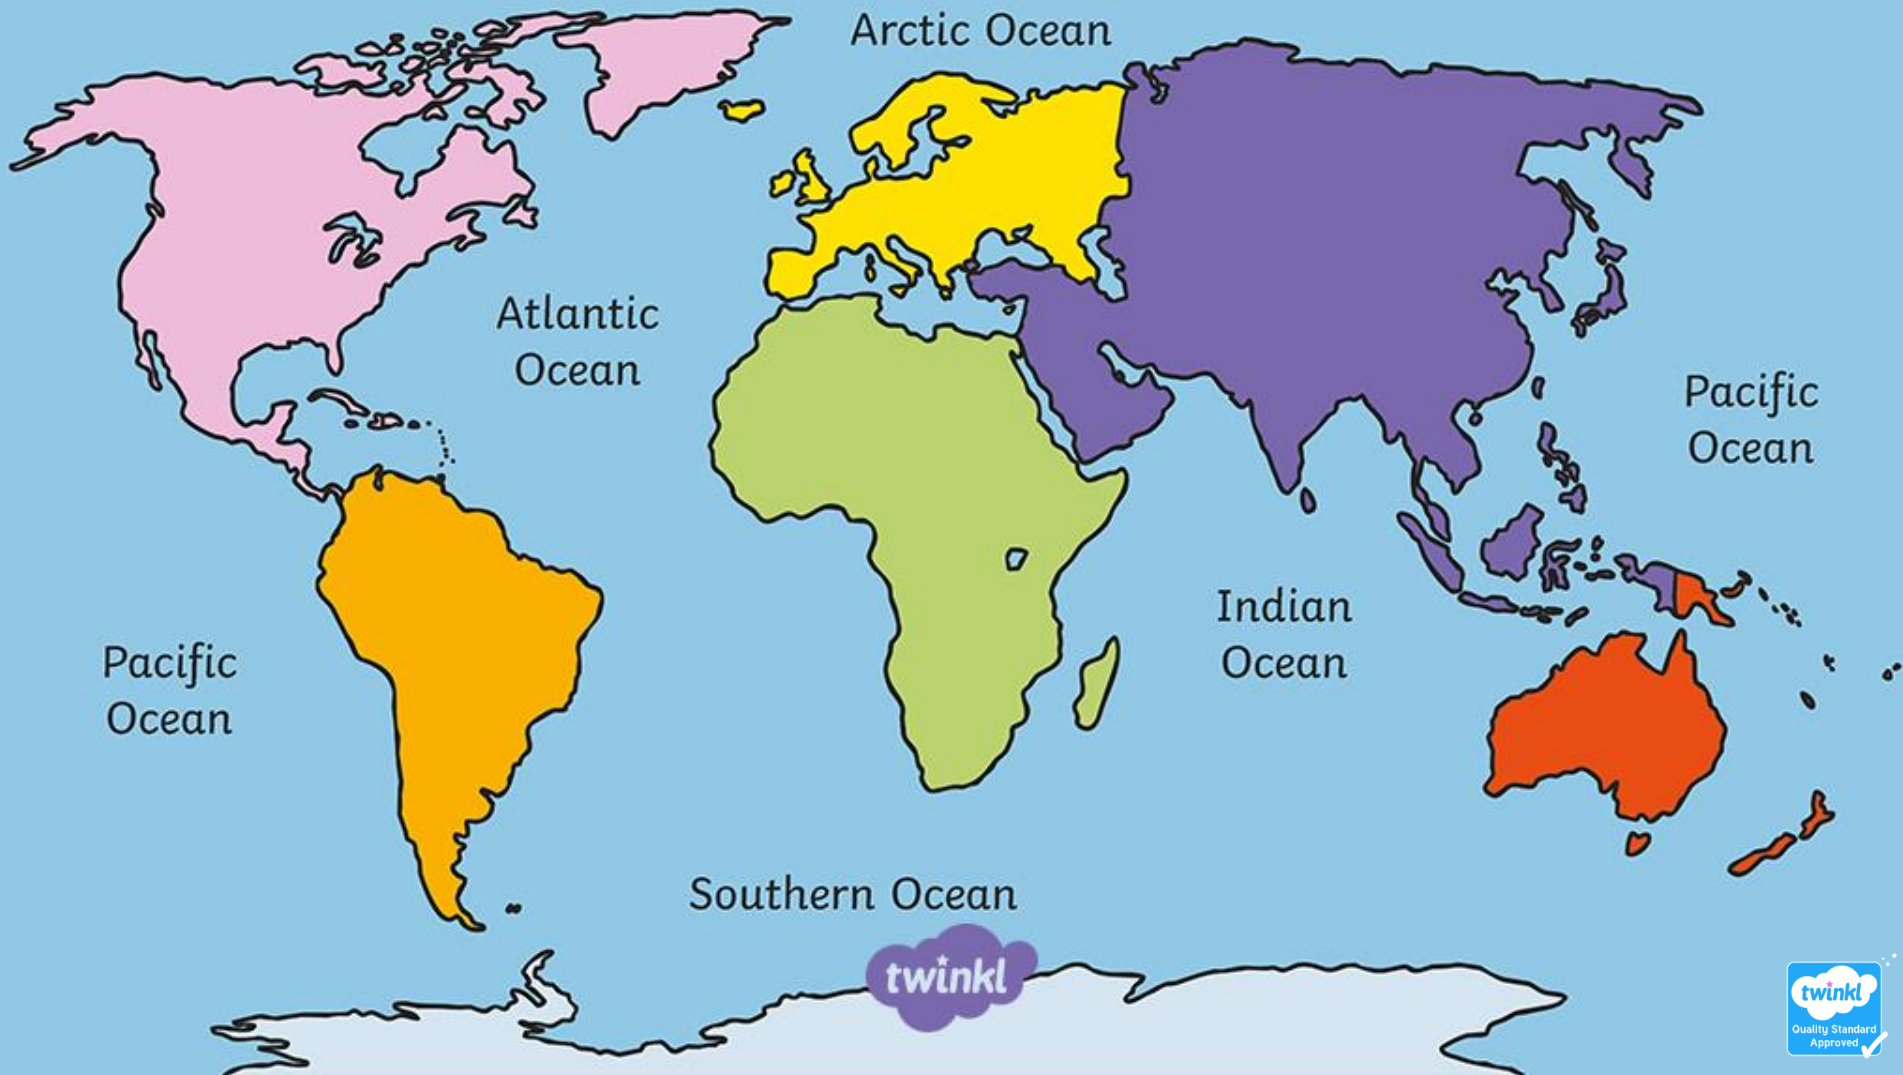 Arctic Ocean
Atlantic
Ocean
Pacific
Ocean
Indian
Ocean
Pacific
Ocean
Southern Ocean
twinkl
twinkl
Quality Standard
Approved